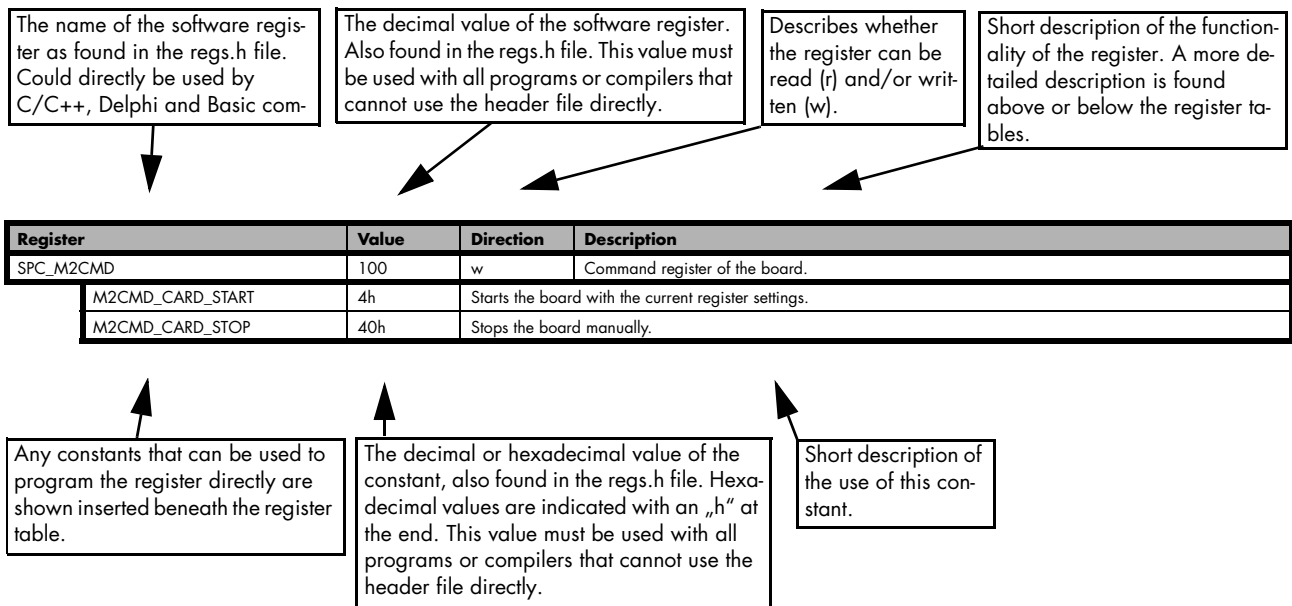 The name of the software regis-
ter as found in the regs.h file.
Could directly be used by
C/C++, Delphi and Basic com-
The decimal value of the software register.
Also found in the regs.h file. This value must
be used with all programs or compilers that
cannot use the header file directly.
Describes whether
the register can be
read (r) and/or writ-
ten (w).
Short description of the function-
ality of the register. A more de-
tailed description is found
above or below the register ta-
bles.
Register Value Direction Description
SPC_M2CMD 100 w Command register of the board.
M2CMD_CARD_START 4h Starts the board with the current register settings.
M2CMD_CARD_STOP 40h Stops the board manually.
Any constants that can be used to
program the register directly are
shown inserted beneath the register
table.
The decimal or hexadecimal value of the
constant, also found in the regs.h file. Hexa-
decimal values are indicated with an „h“ at
the end. This value must be used with all
programs or compilers that cannot use the
header file directly.
Short description of
the use of this con-
stant.